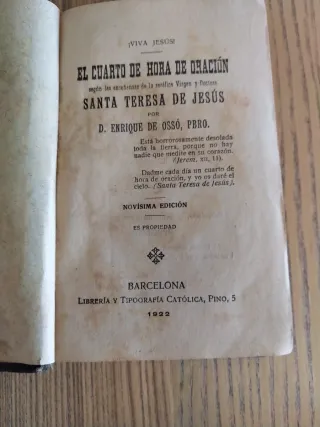 ¡VIVA JESÚS!
EL CUARTO DE HORA DE ORACIÓN
según las enseñanzas de la seráfica Virgen y Doctora
SANTA TERESA DE JESÚS
POR
D. ENRIQUE DE OSSÓ, PBRO.
Está horrorosamente desolada
toda la tierra, porque no hay
nadie que medite en su corazón.
(Jerem. XII, 11).
Dadme cada día un cuarto de
hora de oración, y yo os daré el
cielo. (Santa Teresa de Jesús).
NOVÍSIMA EDICIÓN
ES PROPIEDAD
BARCELONA
LIBRERÍA Y TIPOGRAFÍA CATÓLICA, PINO, 5
1922